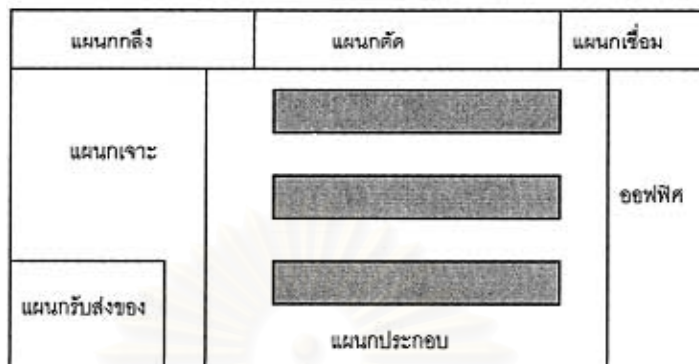 แผนกกลึง
แผนกตัด
แผนกเชื่อม
แผนกเจาะ
ออฟฟิศ
แผนกรับส่งของ
แผนกประกอบ